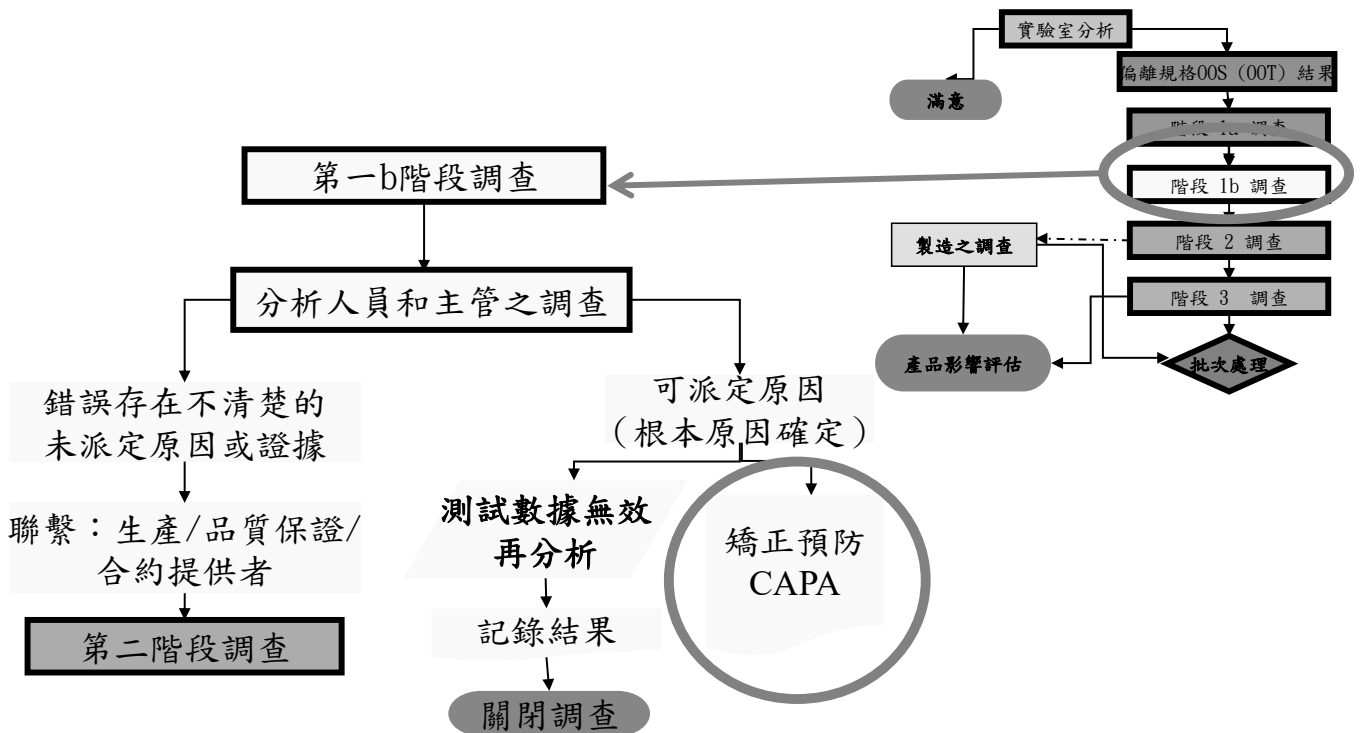 實驗室分析
偏離規格OOS (OOT) 結果
滿意
階段 1a 調查
階段 1b 調查
階段 2 調查
製造之調查
階段 3 調查
產品影響評估
批次處理
第一b階段調查
分析人員和主管之調查
錯誤存在不清楚的
未派定原因或證據
聯繫：生產/品質保證/
合約提供者
第二階段調查
可派定原因
（根本原因確定）
測試數據無效
再分析
記錄結果
關閉調查
矯正預防
CAPA